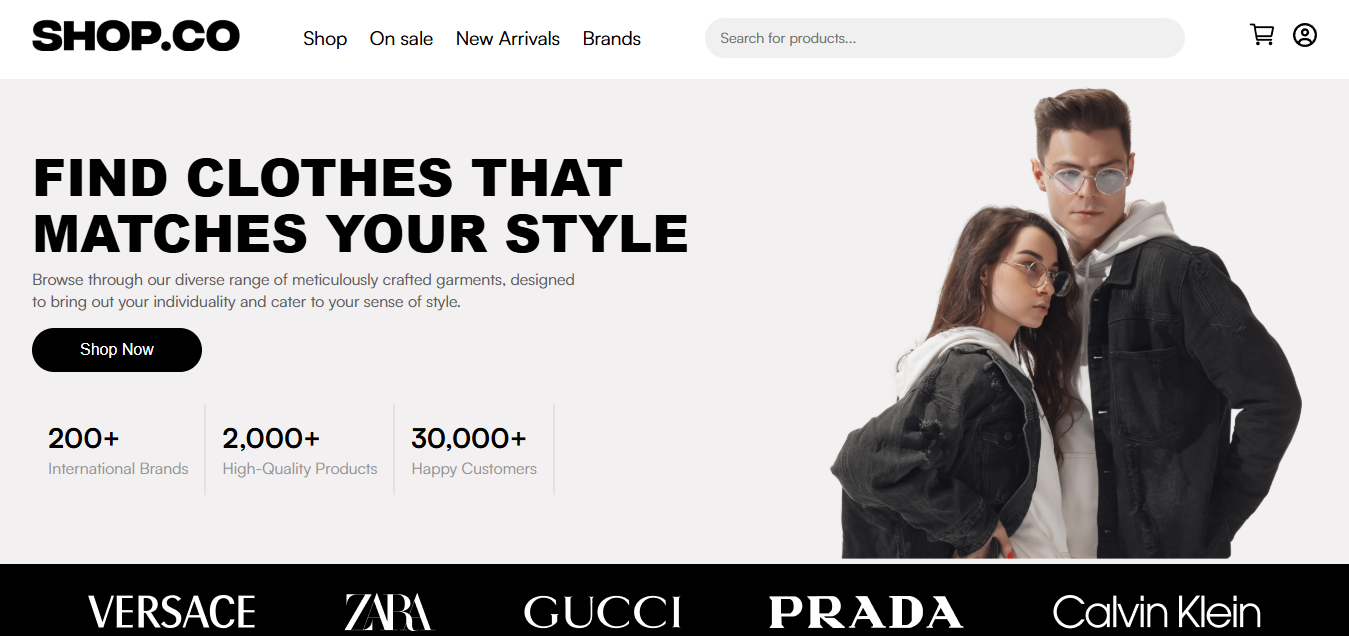 SHOP.CO
Shop
On sale
New Arrivals
Brands
Search for products...
FIND CLOTHES THAT
MATCHES YOUR STYLE
Browse through our diverse range of meticulously crafted garments, designed
to bring out your individuality and cater to your sense of style.
Shop Now
200+
International Brands
2,000+
High-Quality Products
30,000+
Happy Customers
VERSACE
ZARA
GUCCI
PRADA
Calvin Klein